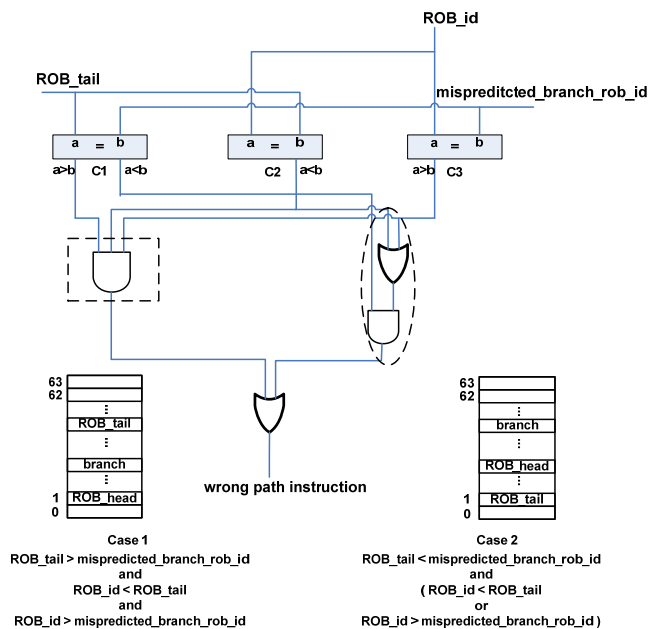 ROB_id
ROB_tail
mispreditcted_branch_rob_id
a = b
a = b
a = b
a>b C1 a<b
C2 a<b
a>b C3
63
62
ROB_tail
branch
1 ROB_head
0
wrong path instruction
63
62
branch
ROB_head
1 ROB_tail
0
Case 1
ROB_tail > mispredicted_branch_rob_id
and
ROB_id < ROB_tail
and
ROB_id > mispredicted_branch_rob_id
Case 2
ROB_tail < mispredicted_branch_rob_id
and
( ROB_id < ROB_tail
or
ROB_id > mispredicted_branch_rob_id )